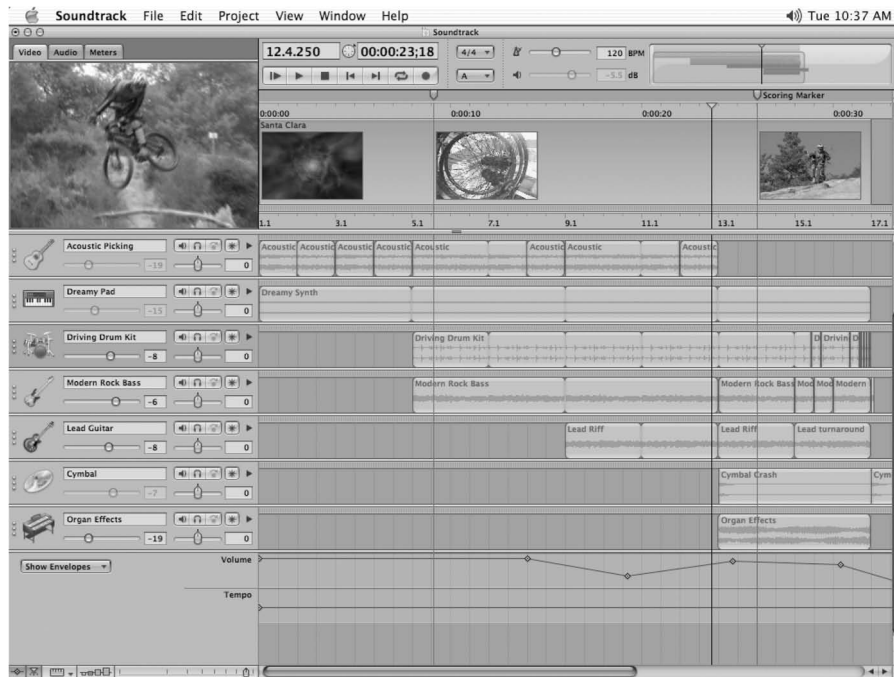 Soundtrack File Edit Project View Window Help Tue 10:37 AM
Soundtrack
Video Audio Meters
12.4.250 00:00:23;18 4/4 120 BPM
A -5.5 dB
Scoring Marker
0:00:00 0:00:10 0:00:20 0:00:30
Santa Clara
1.1 3.1 5.1 7.1 9.1 11.1 13.1 15.1 17.1
Acoustic Picking Acoustic Acoustic Acoustic Acoustic Acoustic Acoustic Acoustic Acoustic
-19 0
Dreamy Pad Dreamy Synth
-15 0
Driving Drum Kit Driving Drum Kit D Drivin D
-8 0
Modern Rock Bass Modern Rock Bass Modern Rock Bass Mod Mod Modern
-6 0
Lead Guitar Lead Riff Lead Riff Lead turnaround
-8 0
Cymbal Cymbal Crash Cym
-7 0
Organ Effects Organ Effects
-19 0
Show Envelopes Volume
Tempo